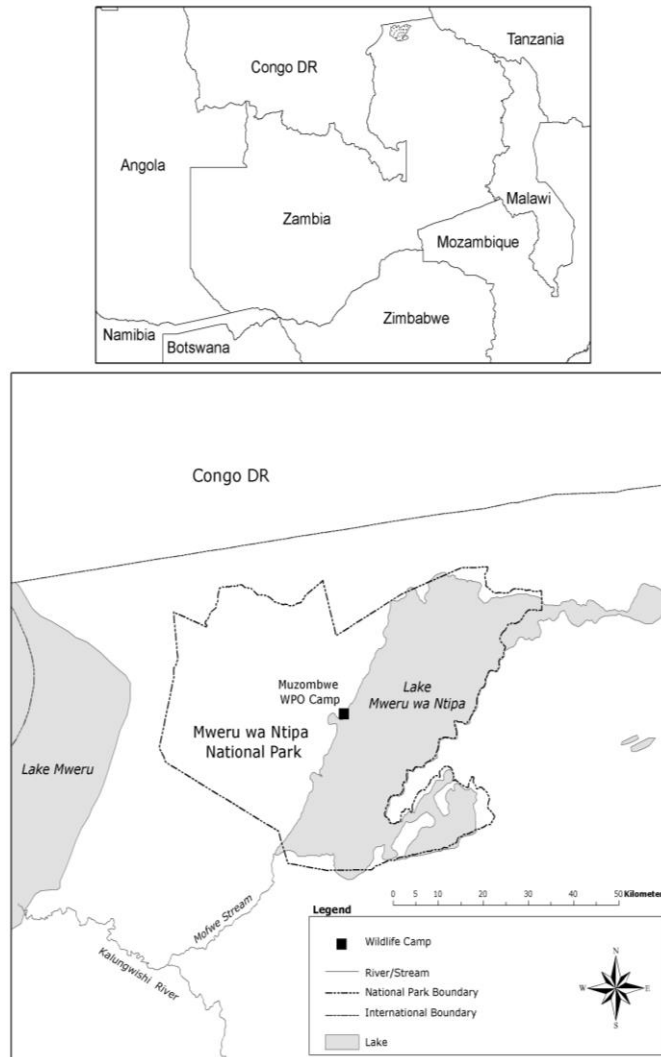 Tanzania
Congo DR
Angola
Malawi
Zambia
Mozambique
Zimbabwe
Namibia
Botswana
Congo DR
Muzombwe
WPO Camp
Lake
Mweru wa Ntipa
Mweru wa Ntipa
National Park
Lake Mweru
Mofwe Stream
Kalungwishi River
0 5 10 20 30 40 50 Kilometer
Legend
Wildlife Camp
River/Stream
National Park Boundary
International Boundary
Lake
N
W E
S